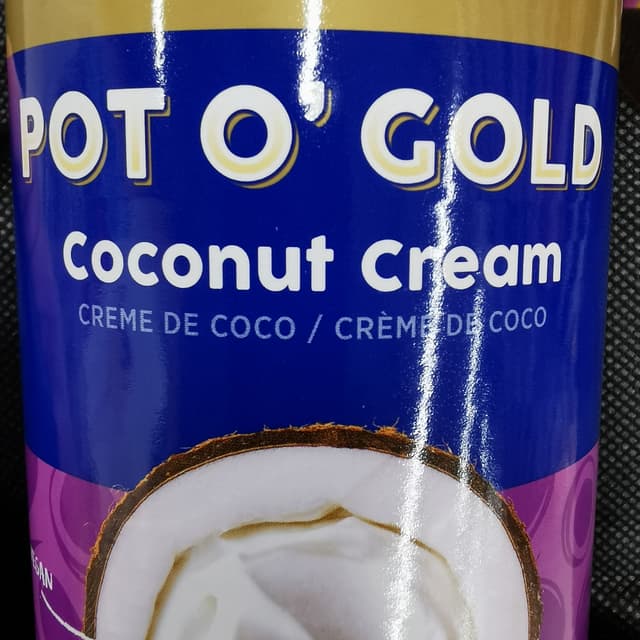 POT O' GOLD
Coconut Cream
CREME DE COCO / CRÈME DE COCO